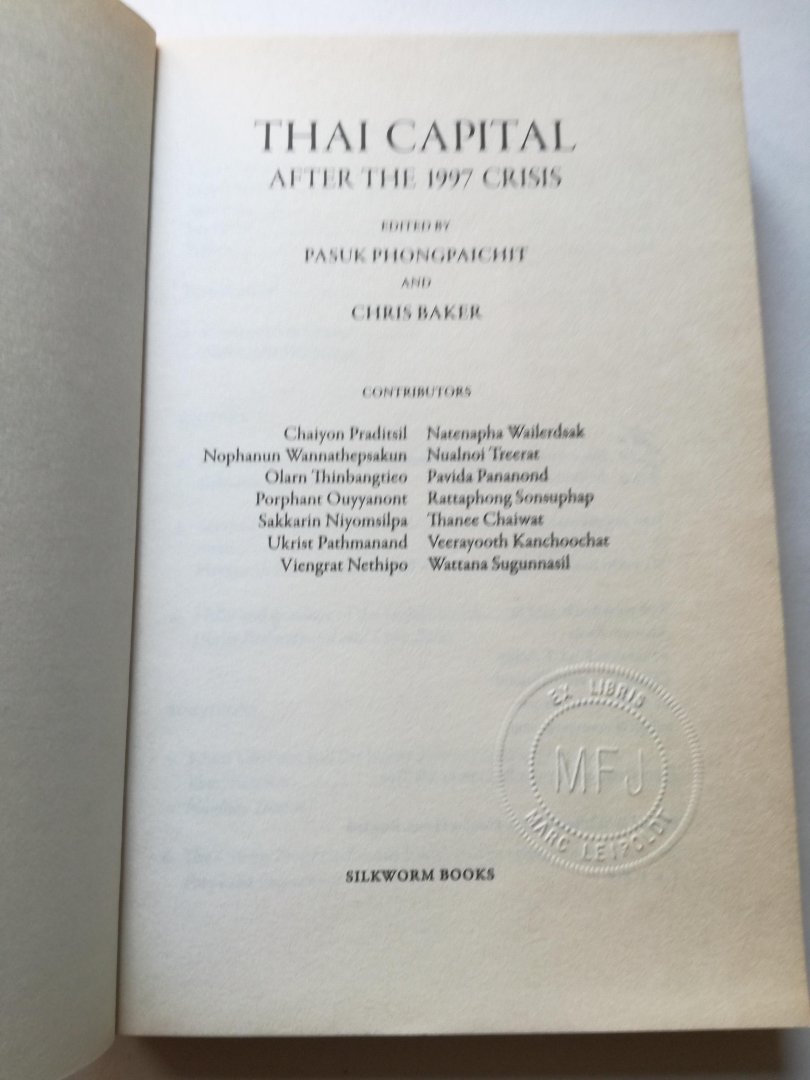 THAI CAPITAL
AFTER THE 1997 CRISIS
EDITED BY
PASUK PHONGPAICHIT
AND
CHRIS BAKER
CONTRIBUTORS
Chaiyon Praditsil Natenapha Wailerdsak
Nophanun Wannathepsakun Nualnoi Treerat
Olarn Thinbangtieo Pavida Pananond
Porphant Ouyyanont Rattaphong Sonsuphap
Sakkarin Niyomsilpa Thanee Chaiwat
Ukrist Pathmanand Veerayooth Kanchoochat
Viengrat Nethipo Wattana Sugunnasil
EX LIBRIS
MFJ
MARC LEIPOLDT
SILKWORM BOOKS